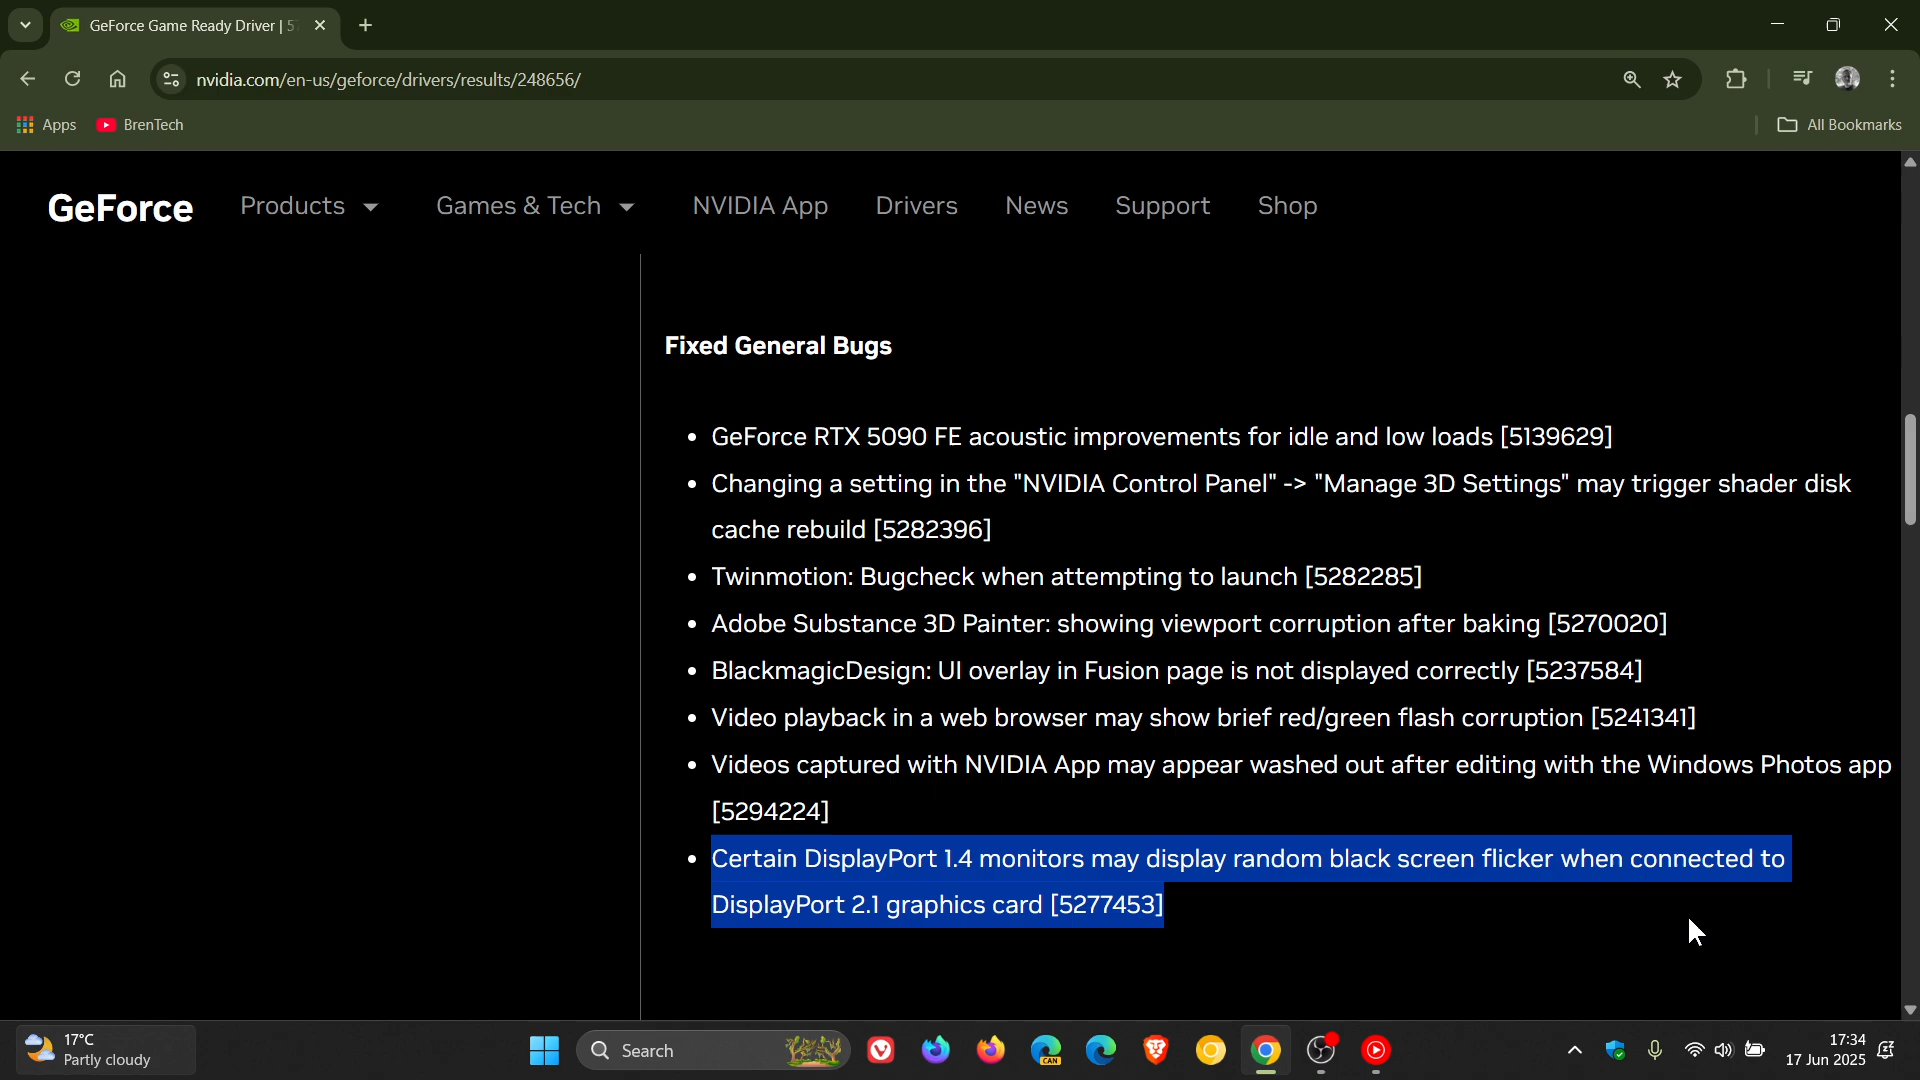 GeForce Game Ready Driver | 5
nvidia.com/en-us/geforce/drivers/results/248656/
Apps
BrenTech
All Bookmarks
GeForce
Products
Games & Tech
NVIDIA App
Drivers
News
Support
Shop
Fixed General Bugs
• GeForce RTX 5090 FE acoustic improvements for idle and low loads [5139629]
• Changing a setting in the "NVIDIA Control Panel" -> "Manage 3D Settings" may trigger shader disk
cache rebuild [5282396]
• Twinmotion: Bugcheck when attempting to launch [5282285]
• Adobe Substance 3D Painter: showing viewport corruption after baking [5270020]
• BlackmagicDesign: UI overlay in Fusion page is not displayed correctly [5237584]
• Video playback in a web browser may show brief red/green flash corruption [5241341]
• Videos captured with NVIDIA App may appear washed out after editing with the Windows Photos app
[5294224]
• Certain DisplayPort 1.4 monitors may display random black screen flicker when connected to
DisplayPort 2.1 graphics card [5277453]
17°C
Partly cloudy
Search
CAN
17:34
17 Jun 2025